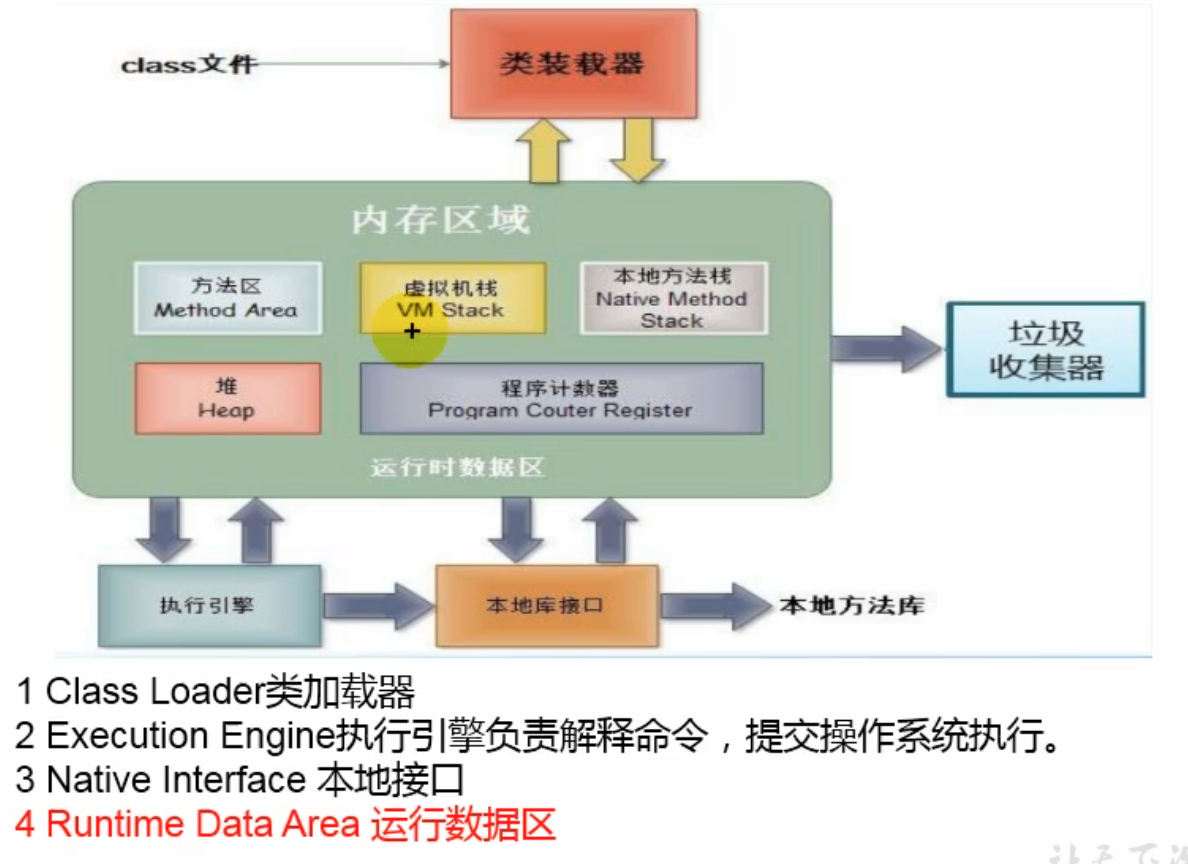 class文件
类装载器
内存区域
方法区
Method Area
虚拟机栈
VM Stack
本地方法栈
Native Method
Stack
堆
Heap
程序计数器
Program Couter Register
运行时数据区
垃圾
收集器
执行引擎
本地库接口
本地方法库
1 Class Loader类加载器
2 Execution Engine执行引擎负责解释命令，提交操作系统执行。
3 Native Interface 本地接口
4 Runtime Data Area 运行数据区